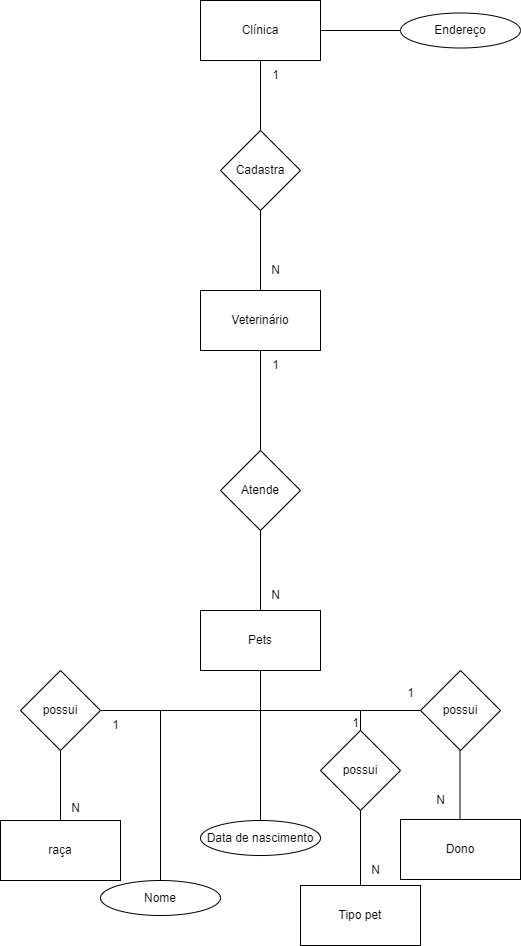 Clínica
Endereço
1
Cadastra
N
Veterinário
1
Atende
N
Pets
possui
1
possui
1
1
possui
N
N
raça
Data de nascimento
Dono
N
Nome
Tipo pet